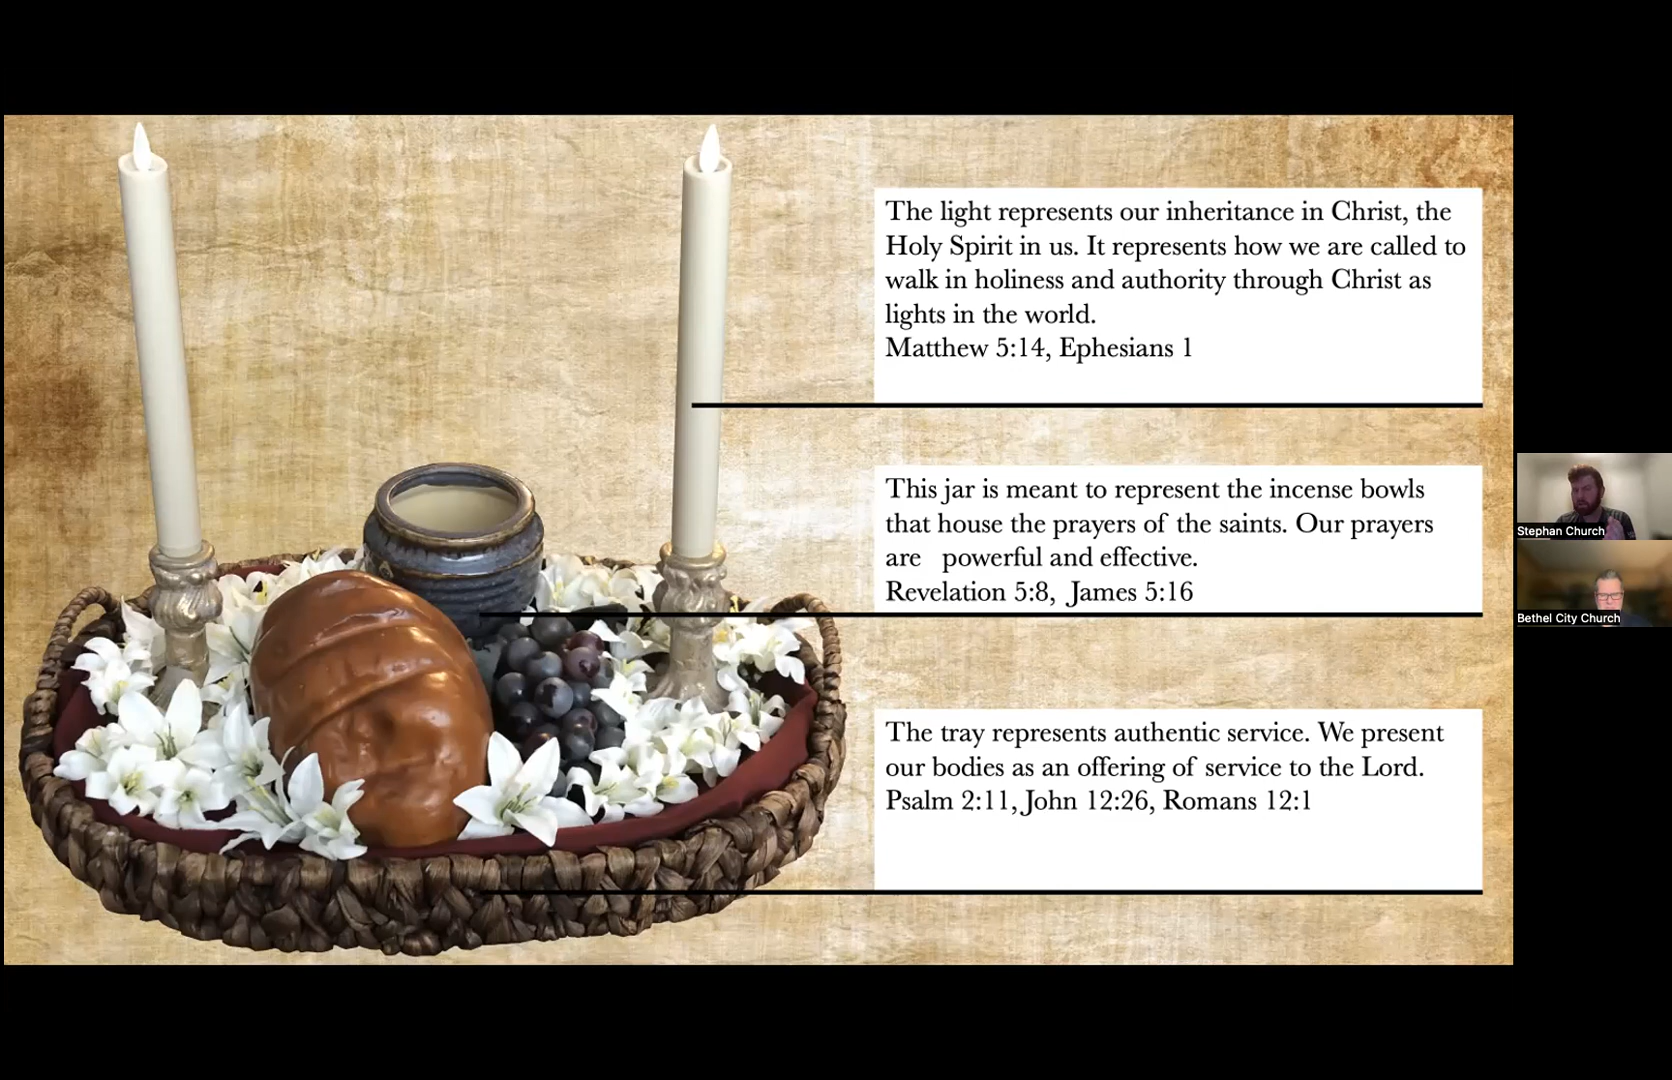 The light represents our inheritance in Christ, the
Holy Spirit in us. It represents how we are called to
walk in holiness and authority through Christ as
lights in the world.
Matthew 5:14, Ephesians 1
This jar is meant to represent the incense bowls
that house the prayers of the saints. Our prayers
are powerful and effective.
Revelation 5:8, James 5:16
The tray represents authentic service. We present
our bodies as an offering of service to the Lord.
Psalm 2:11, John 12:26, Romans 12:1
Stephan Church
Bethel City Church